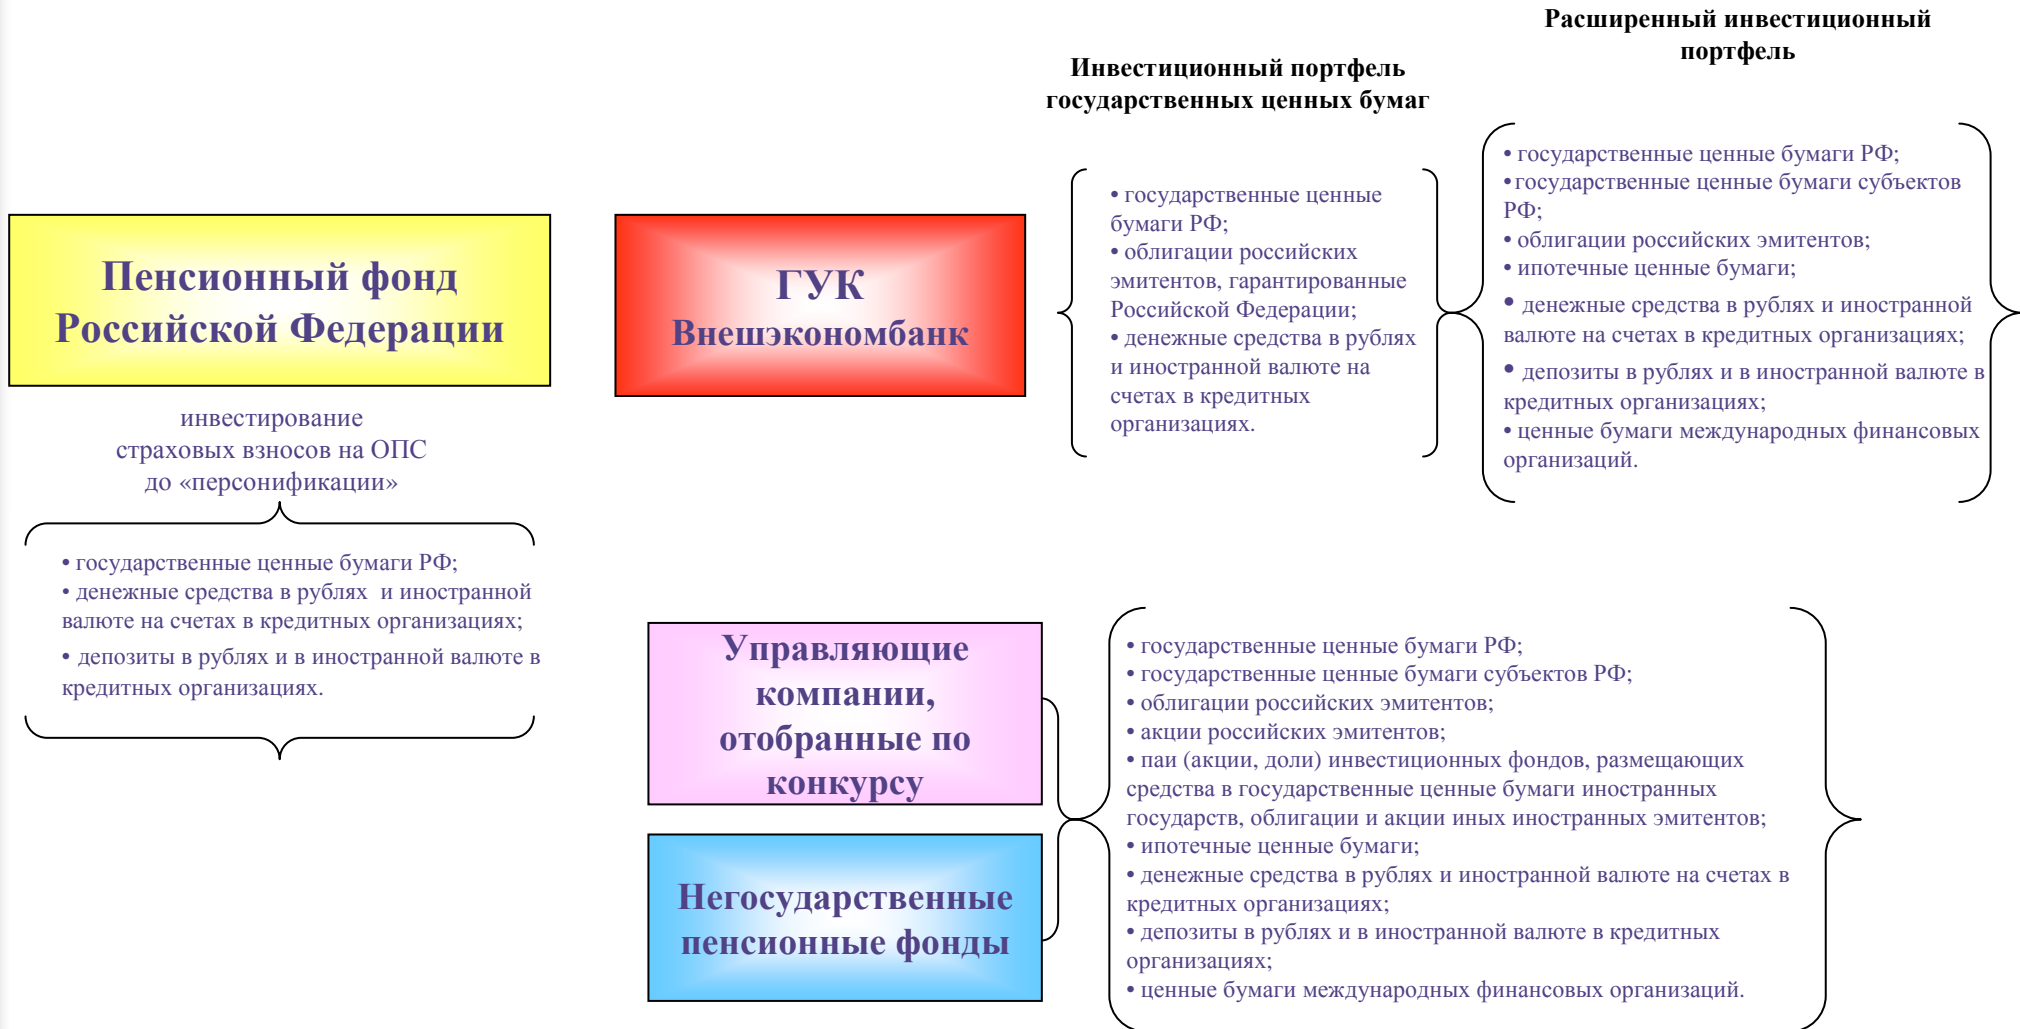 Расширенный инвестиционный
портфель
Инвестиционный портфель
государственных ценных бумаг
Пенсионный фонд
Российской Федерации
инвестирование
страховых взносов на ОПС
до «персонификации»
• государственные ценные бумаги РФ;
• денежные средства в рублях и иностранной
валюте на счетах в кредитных организациях;
• депозиты в рублях и в иностранной валюте в
кредитных организациях.
ГУК
Внешэкономбанк
• государственные ценные
бумаги РФ;
• облигации российских
эмитентов, гарантированные
Российской Федерации;
• денежные средства в рублях
и иностранной валюте на
счетах в кредитных
организациях.
• государственные ценные бумаги РФ;
• государственные ценные бумаги субъектов
РФ;
• облигации российских эмитентов;
• ипотечные ценные бумаги;
• денежные средства в рублях и иностранной
валюте на счетах в кредитных организациях;
• депозиты в рублях и в иностранной валюте в
кредитных организациях;
• ценные бумаги международных финансовых
организаций.
Управляющие
компании,
отобранные по
конкурсу
Негосударственные
пенсионные фонды
• государственные ценные бумаги РФ;
• государственные ценные бумаги субъектов РФ;
• облигации российских эмитентов;
• акции российских эмитентов;
• паи (акции, доли) инвестиционных фондов, размещающих
средства в государственные ценные бумаги иностранных
государств, облигации и акции иных иностранных эмитентов;
• ипотечные ценные бумаги;
• денежные средства в рублях и иностранной валюте на счетах в
кредитных организациях;
• депозиты в рублях и в иностранной валюте в кредитных
организациях;
• ценные бумаги международных финансовых организаций.